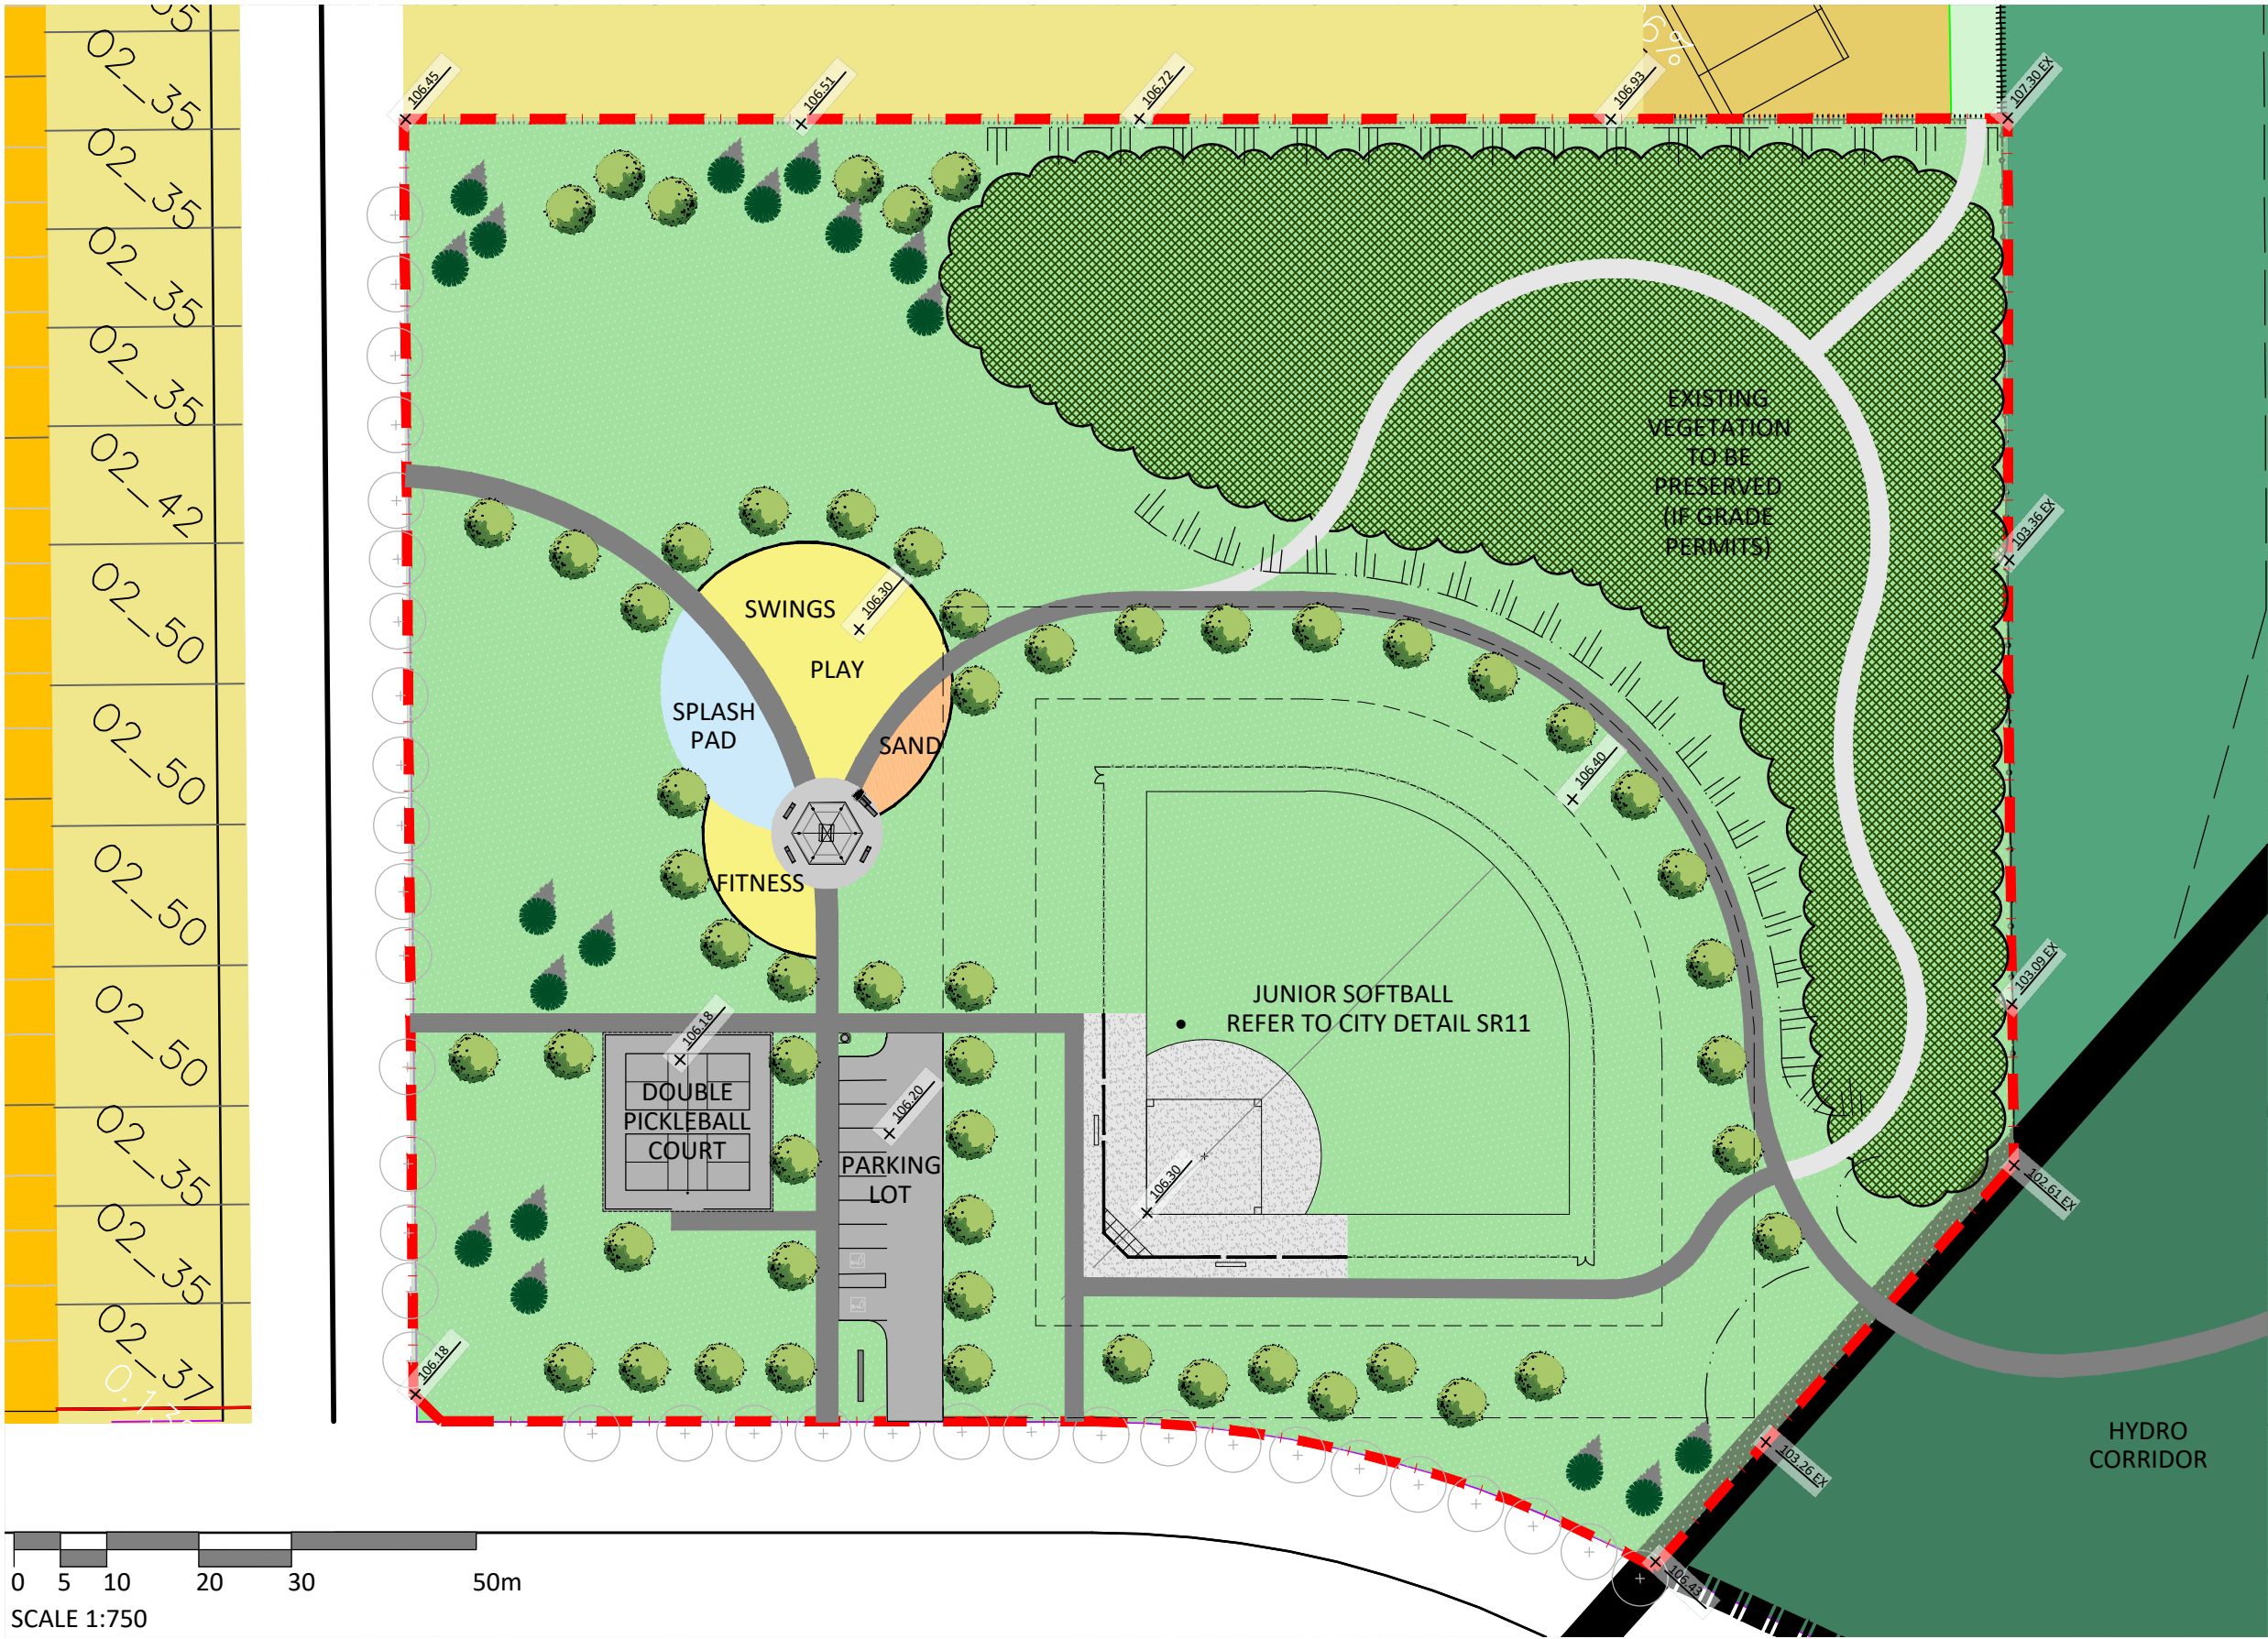 106.45
106.51
106.72
106.93
107.30 EX
02_35
02_35
02_35
02_35
02_42
02_50
02_50
02_50
02_50
02_35
02_35
02_37
EXISTING
VEGETATION
TO BE
PRESERVED
(IF GRADE
PERMITS)
103.36 EX
SWINGS
106.30
PLAY
SPLASH
PAD
SAND
106.40
FITNESS
103.09 EX
JUNIOR SOFTBALL
REFER TO CITY DETAIL SR11
106.18
DOUBLE
PICKLEBALL
COURT
106.20
PARKING
LOT
106.30
102.61 EX
106.18
103.26 EX
HYDRO
CORRIDOR
106.43
0 5 10 20 30 50m
SCALE 1:750